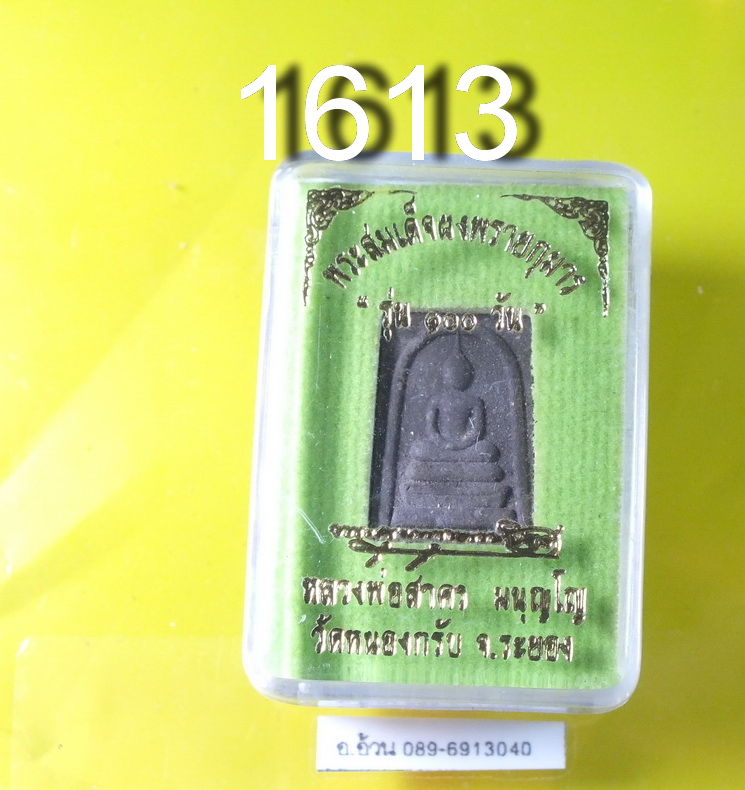 1613
พระสมเด็จผงพรายกุมาร
"รุ่น ๑๐๐ วัน"
หลวงพ่อสาคร มนุญโญ
วัดหนองกรับ จ.ระยอง
อ.อ้วน 089-6913040